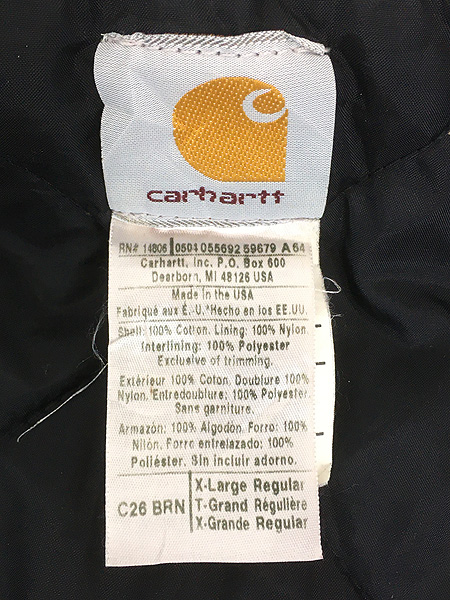 carhartt
RN# 14806 0504 055692 59679 A 64
Carhartt, Inc. P.O. Box 600
Dearborn, MI 48126 USA
Made in the USA
Fabriqué aux É.-U. Hecho en los EE.UU.
Shell: 100% Cotton. Lining: 100% Nylon.
Interlining: 100% Polyester
Exclusive of trimming.
Extérieur 100% Coton. Doublure 100%
Nylon. Entredoublure: 100% Polyester.
Sans garniture.
Armazón: 100% Algodón. Forro: 100%
Nilón. Forro entrelazado: 100%
Poliéster. Sin incluir adorno.
C26 BRN
X-Large Regular
T-Grand Régulière
X-Grande Regular